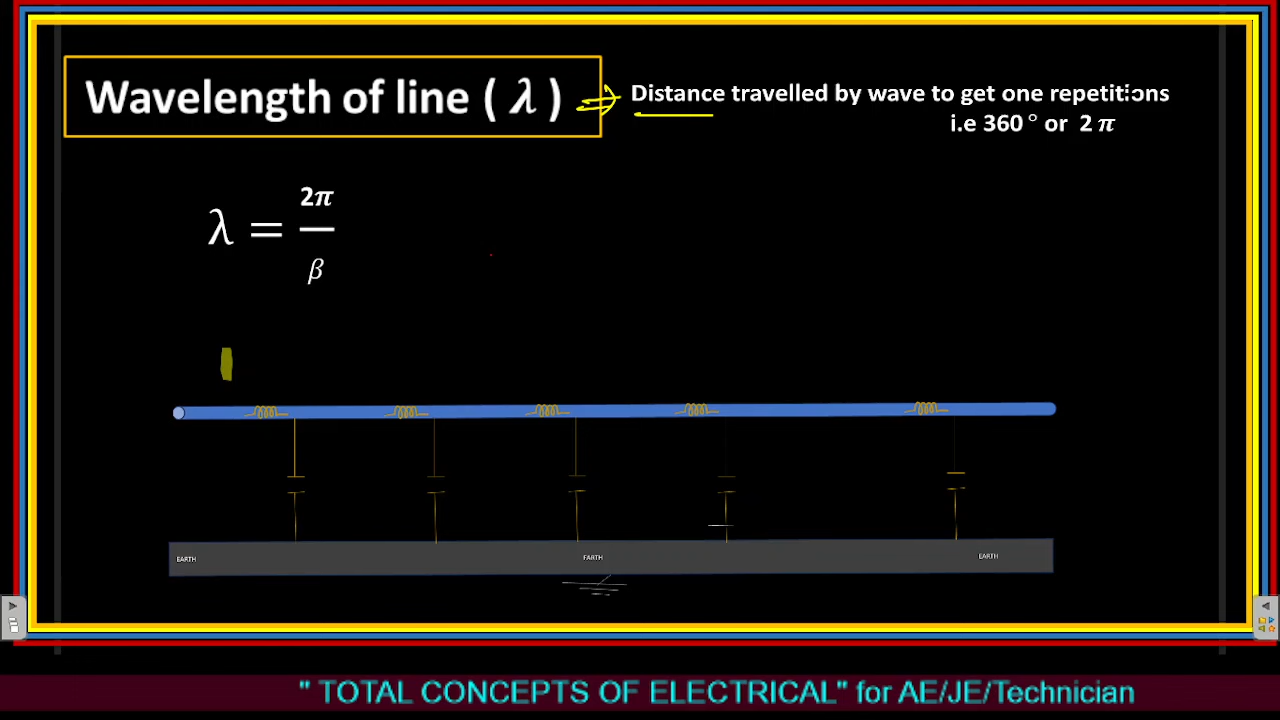 Wavelength of line ( λ )
Distance travelled by wave to get one repetitions
i.e 360 ° or 2 π
λ = 2π / β
EARTH EARTH EARTH
" TOTAL CONCEPTS OF ELECTRICAL" for AE/JE/Technician